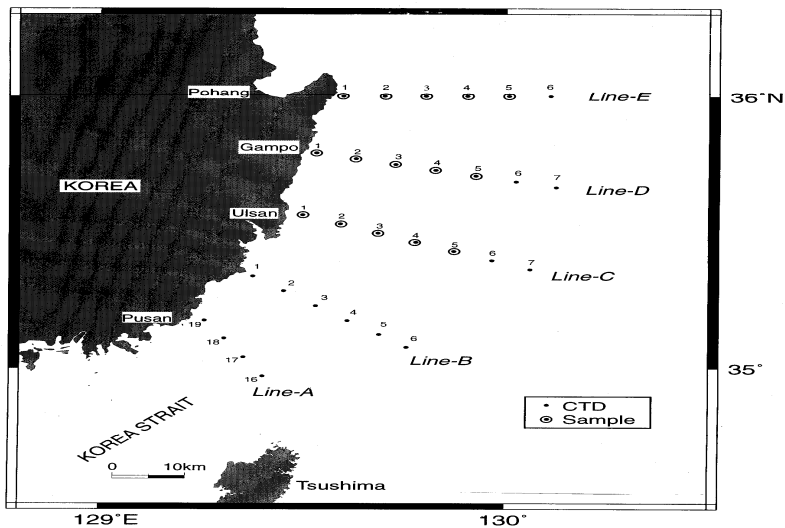 1 2 3 4 5 6
Pohang
Line-E
36°N
Gampo
1 2 3 4 5 6 7
Line-D
KOREA
Ulsan
1 2 3 4 5 6 7
Line-C
1 2 3 4 5 6
Line-B
Pusan
19
18
17
16
Line-A
35°
CTD
Sample
KOREA STRAIT
0 10km
Tsushima
129°E
130°